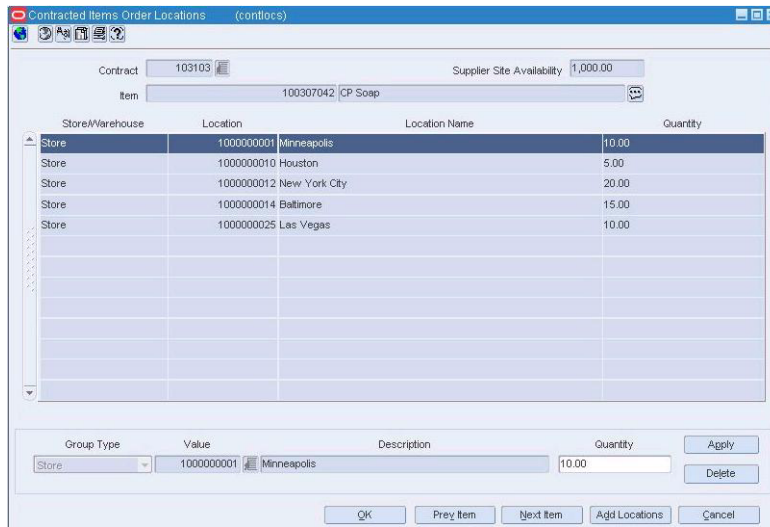 Contracted Items Order Locations (contlocs)
Contract 103103 Supplier Site Availability 1,000.00
Item 100307042 CP Soap
Store/Warehouse Location Location Name Quantity
Store 1000000001 Minneapolis 10.00
Store 1000000010 Houston 5.00
Store 1000000012 New York City 20.00
Store 1000000014 Baltimore 15.00
Store 1000000025 Las Vegas 10.00
Group Type Value Description Quantity Apply
Store 1000000001 Minneapolis 10.00
Delete
OK Prev Item Next Item Add Locations Cancel